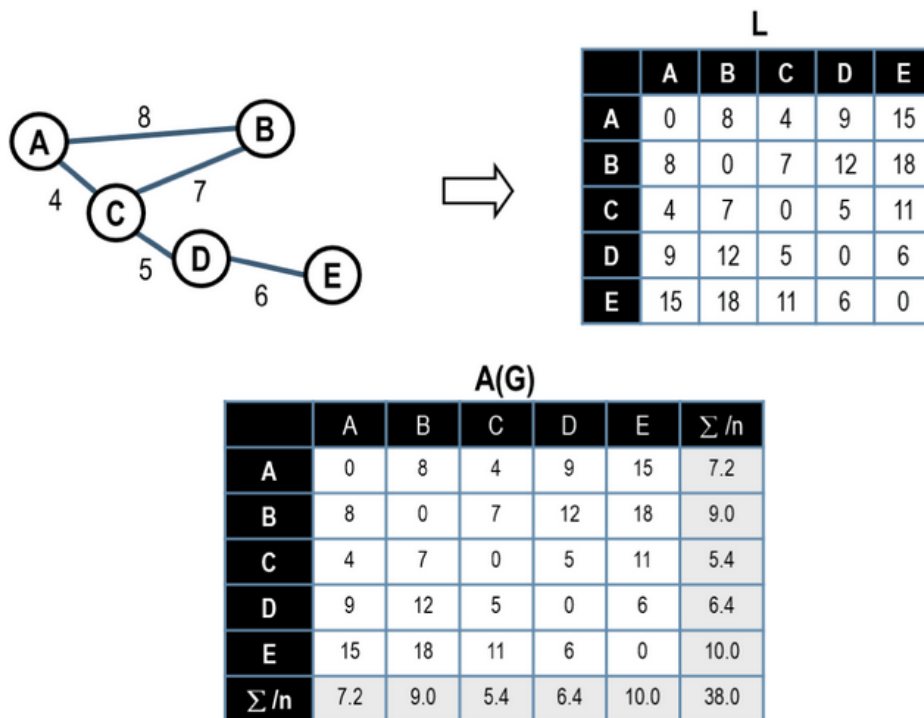 L
A B C D E
A 0 8 4 9 15
B 8 0 7 12 18
C 4 7 0 5 11
D 9 12 5 0 6
E 15 18 11 6 0
A
8
B
4
7
C
5
D
6
E
A(G)
A B C D E Σ /n
A 0 8 4 9 15 7.2
B 8 0 7 12 18 9.0
C 4 7 0 5 11 5.4
D 9 12 5 0 6 6.4
E 15 18 11 6 0 10.0
Σ /n 7.2 9.0 5.4 6.4 10.0 38.0